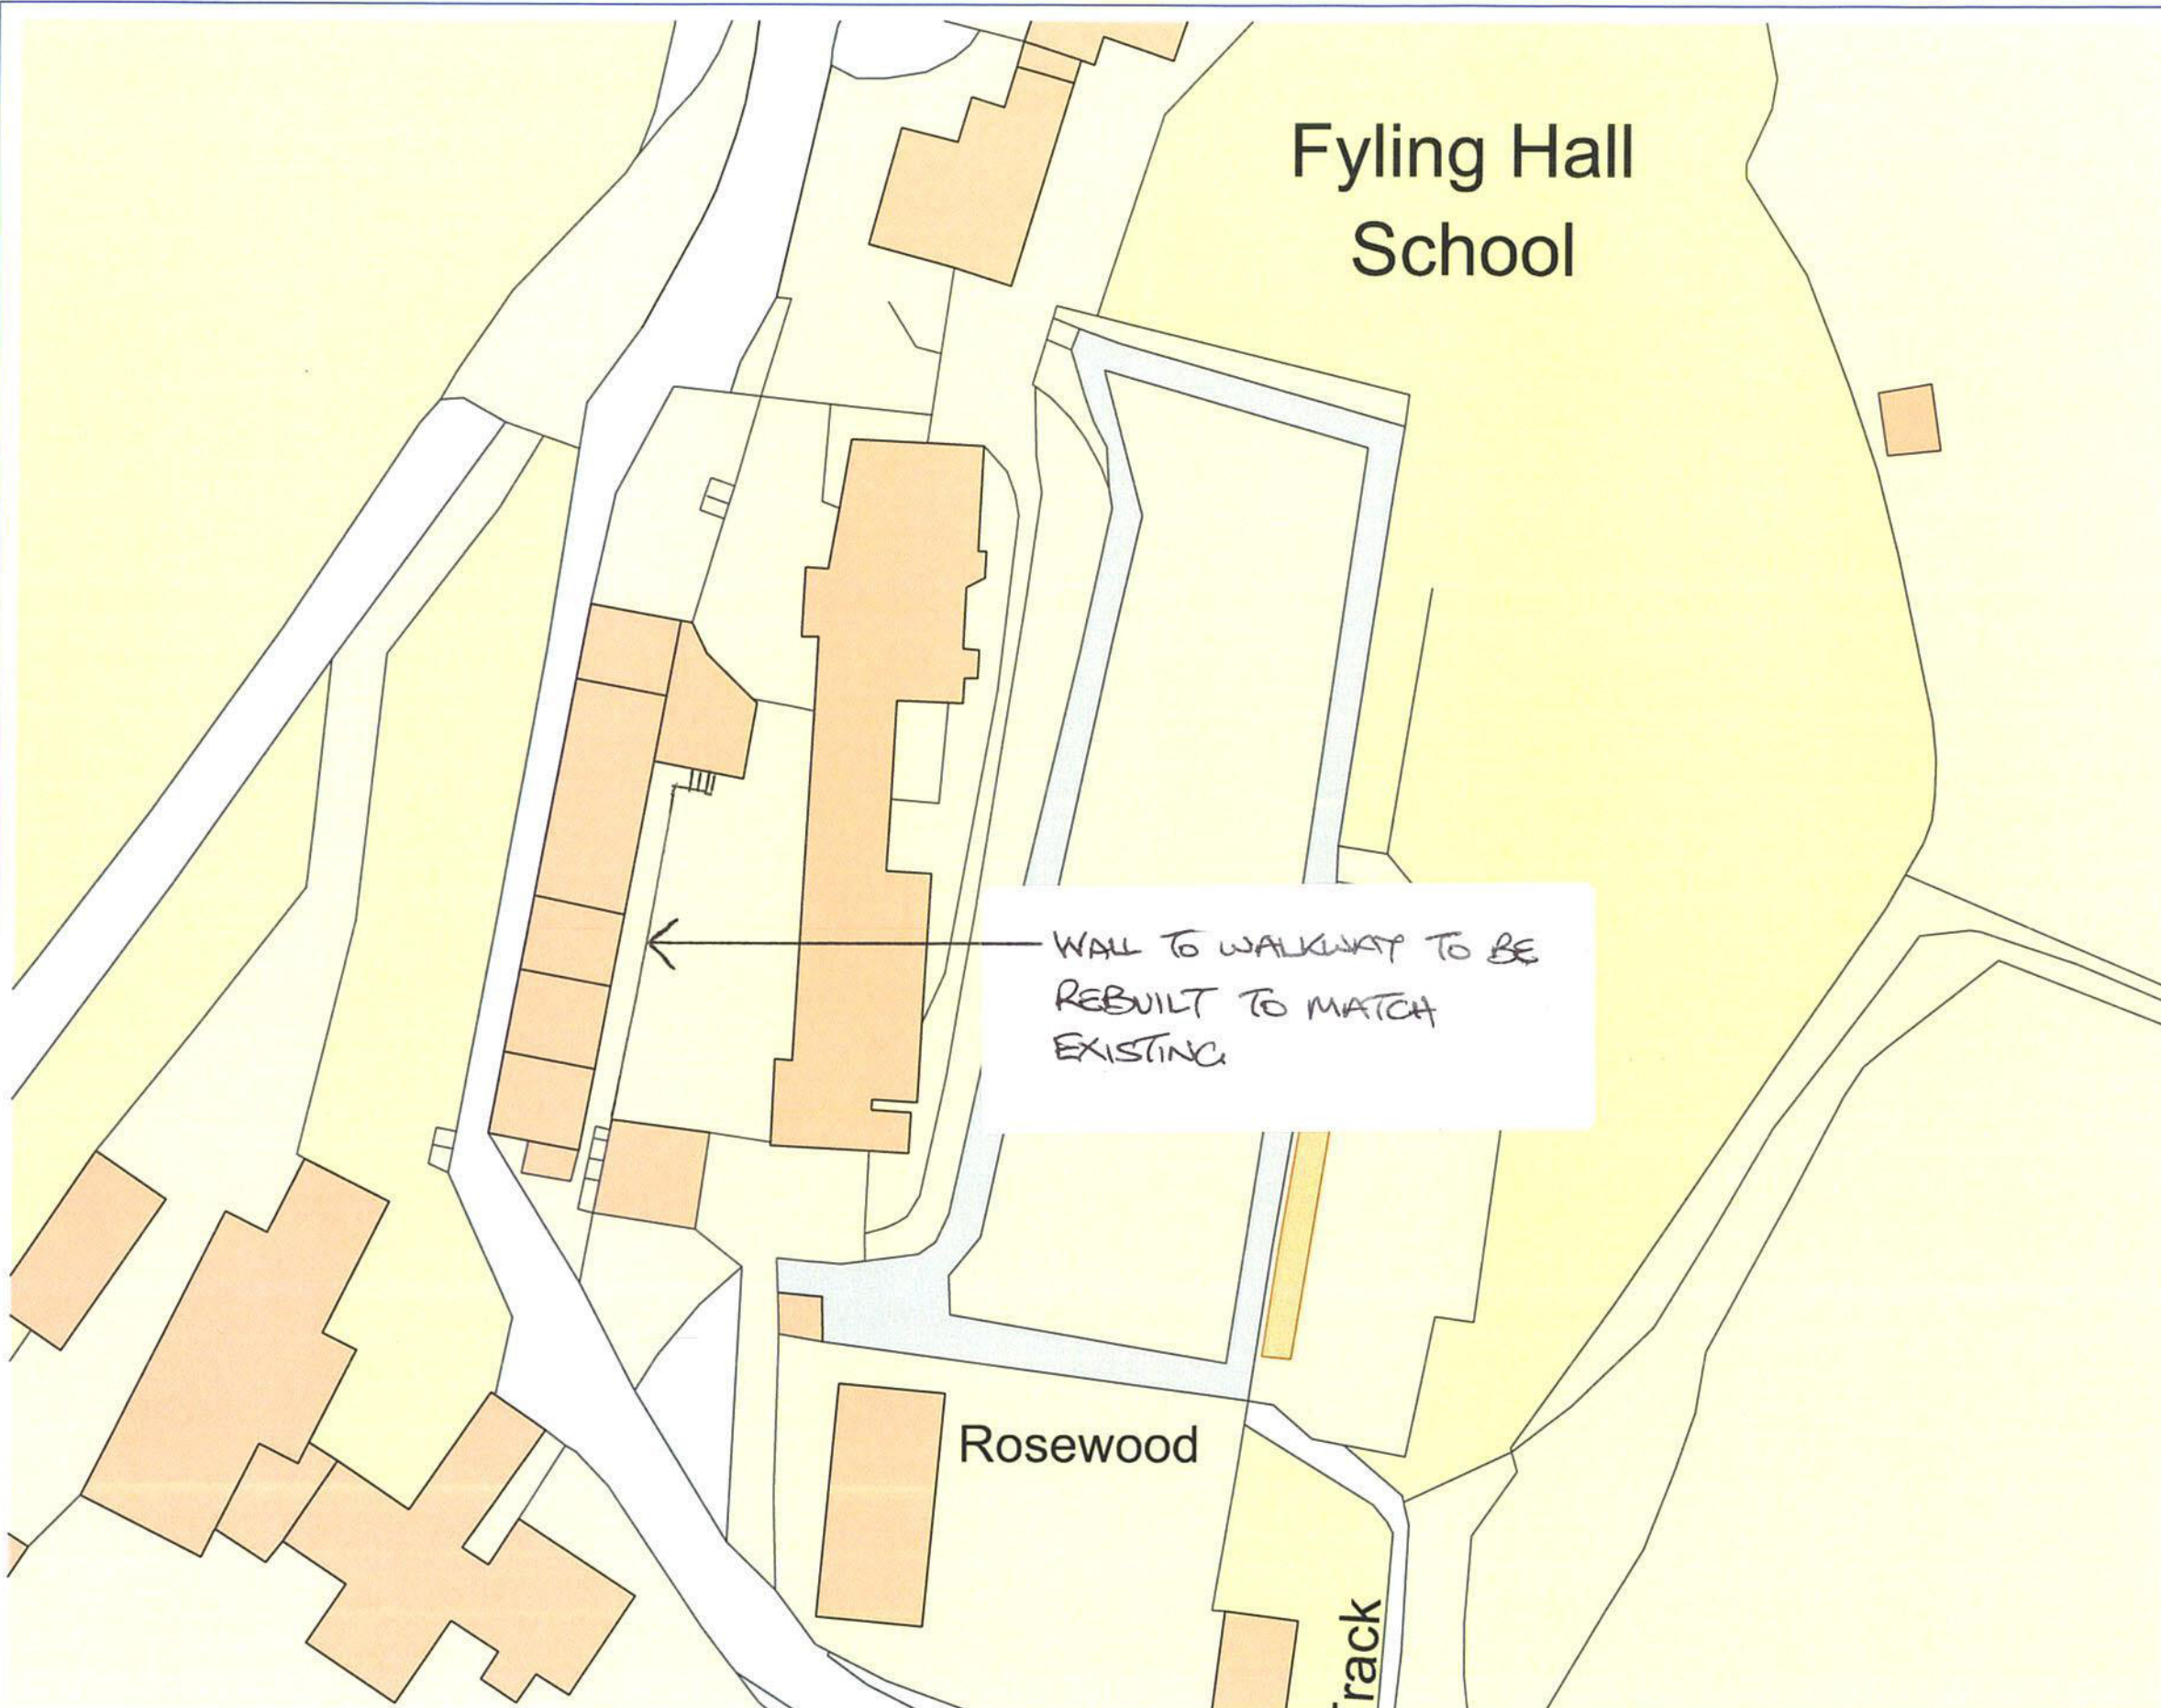 Fyling Hall
School
WALL TO WALKWAY TO BE
REBUILT TO MATCH
EXISTING
Rosewood
Track